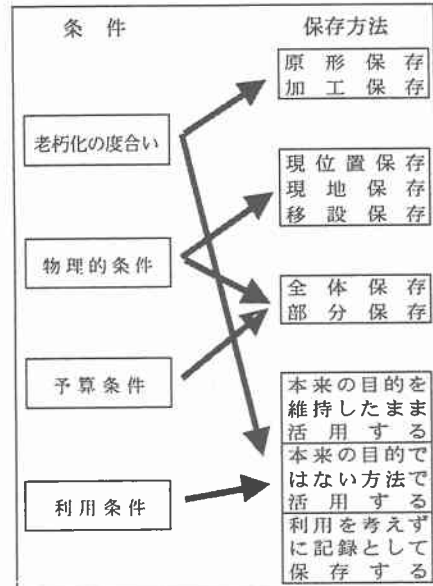 条件
保存方法
原形保存
加工保存
老朽化の度合い
現位置保存
現地保存
移設保存
物理的条件
全体保存
部分保存
予算条件
本来の目的を
維持したまま
活用する
本来の目的で
はない方法で
活用する
利用条件
利用を考えず
に記録として
保存する